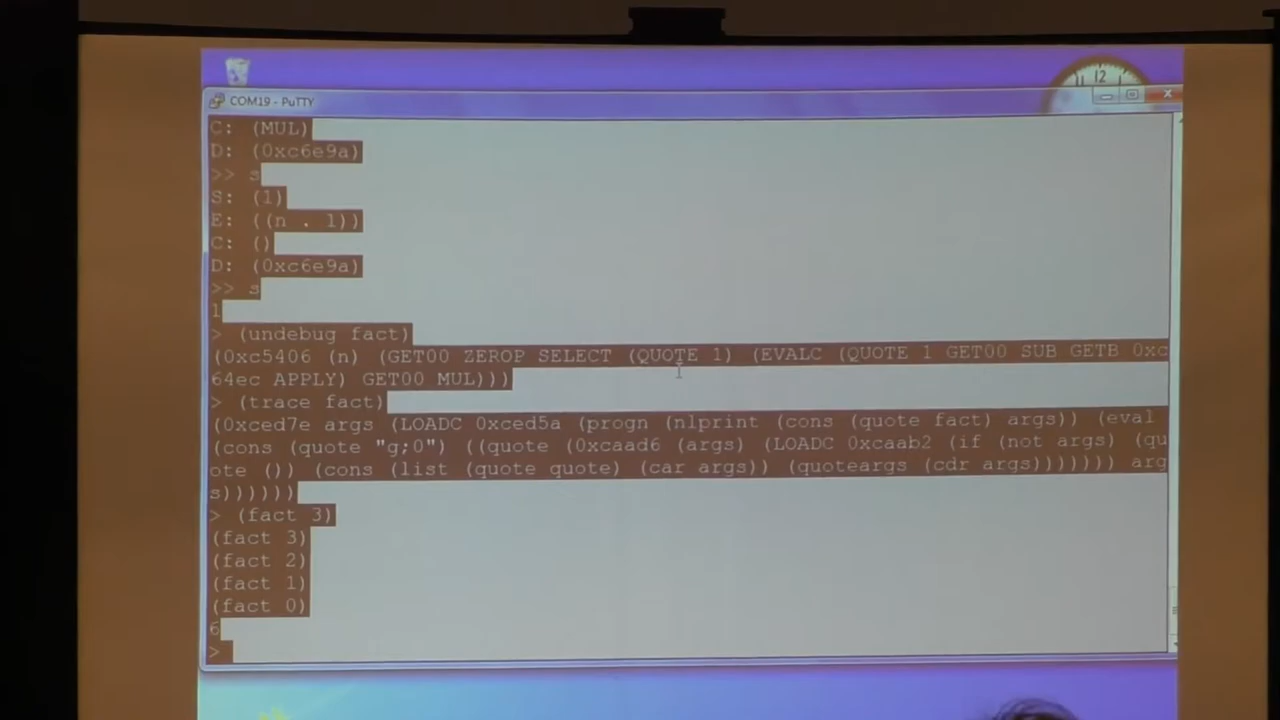 12
COM19 - PuTTY
C: (MUL)
D: (0xc6e9a)
>> s
S: (1)
E: ((n . 1))
C: ()
D: (0xc6e9a)
>> s
1
> (undebug fact)
(0xc5406 (n) (GET00 ZEROP SELECT (QUOTE 1) (EVALC (QUOTE 1 GET00 SUB GETB 0xc
64ec APPLY) GET00 MUL)))
> (trace fact)
(0xced7e args (LOADC 0xced5a (progn (nlprint (cons (quote fact) args)) (eval
(cons (quote "g;0") ((quote (0xcaad6 (args) (LOADC 0xcaab2 (if (not args) (qu
ote ()) (cons (list (quote quote) (car args)) (quoteargs (cdr args))))))) arg
s))))))
> (fact 3)
(fact 3)
(fact 2)
(fact 1)
(fact 0)
6
>